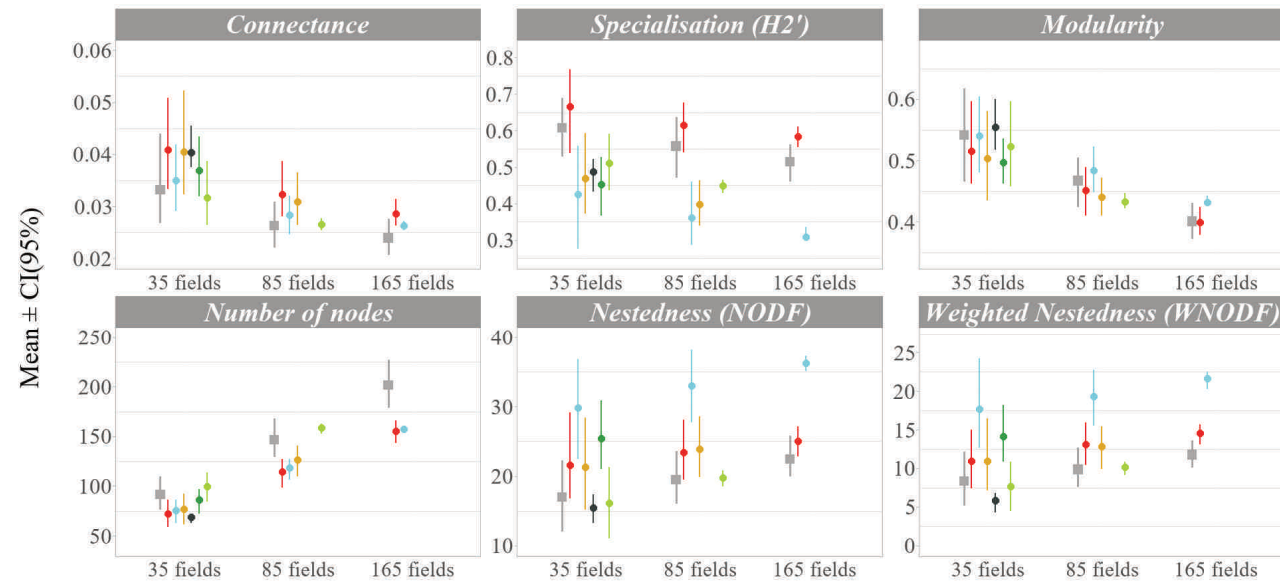 Connectance
Specialisation (H2')
Modularity
0.06
0.05
0.04
0.03
0.02
0.8
0.7
0.6
0.5
0.4
0.3
0.6
0.5
0.4
35 fields 85 fields 165 fields
35 fields 85 fields 165 fields
35 fields 85 fields 165 fields
Mean ± CI(95%)
Number of nodes
Nestedness (NODF)
Weighted Nestedness (WNODF)
250
200
150
100
50
40
30
20
10
25
20
15
10
5
0
35 fields 85 fields 165 fields
35 fields 85 fields 165 fields
35 fields 85 fields 165 fields